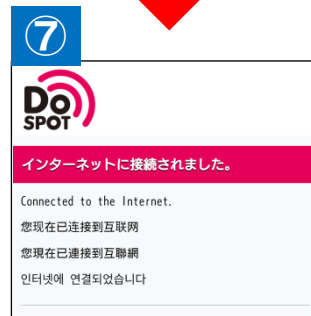 ⑦
Do
SPOT
インターネットに接続されました。
Connected to the Internet.
您现在已连接到互联网
您現在已連接到互聯網
인터넷에 연결되었습니다